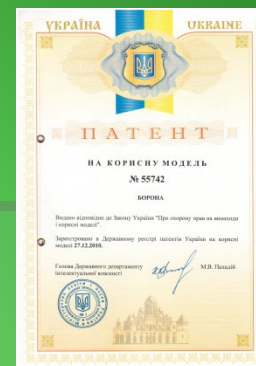 УКРАЇНА UKRAINE
ПАТЕНТ
НА КОРИСНУ МОДЕЛЬ
№ 55742
БОРОНА
Видано відповідно до Закону України "Про охорону прав на винаходи
і корисні моделі".
Зареєстровано в Державному реєстрі патентів України на корисні
моделі 27.12.2010.
Голова Державного департаменту
інтелектуальної власності М.В. Паладій